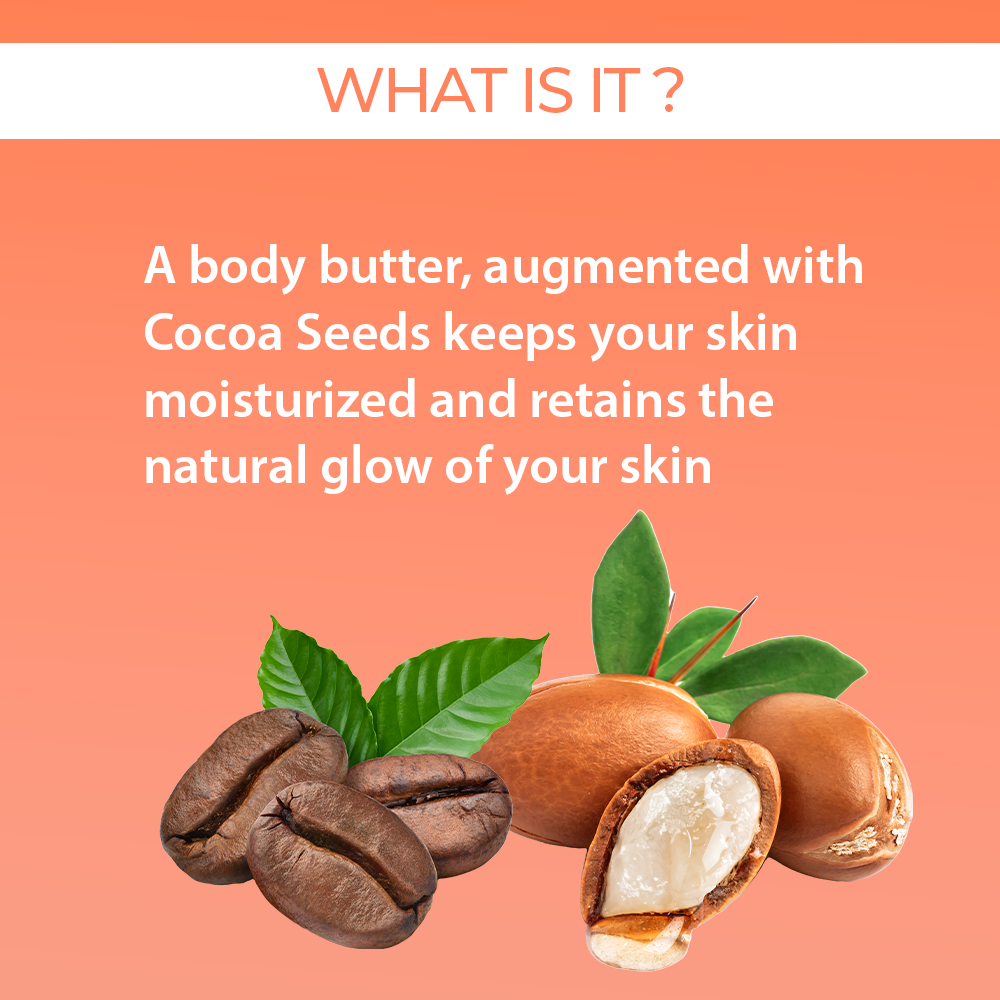 WHAT IS IT ?
A body butter, augmented with
Cocoa Seeds keeps your skin
moisturized and retains the
natural glow of your skin